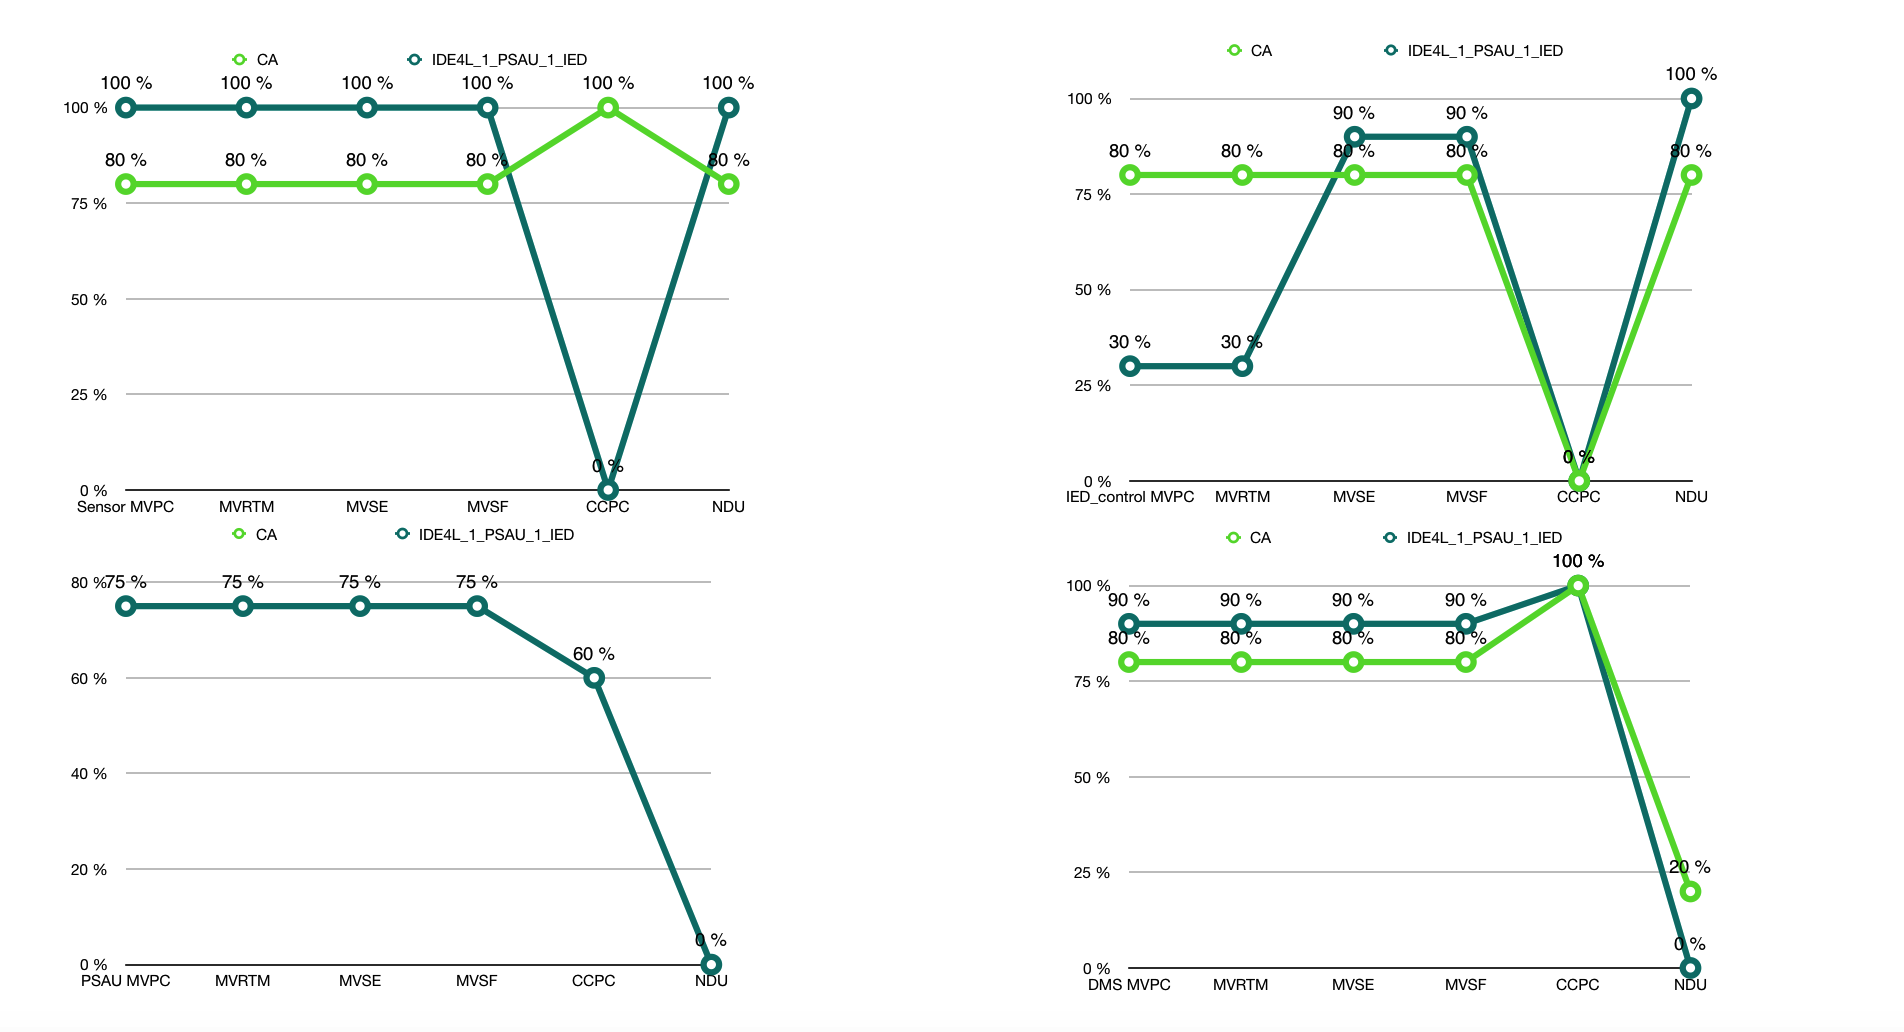 CA IDE4L_1_PSAU_1_IED
100 % 100 % 100 % 100 % 100 % 100 %
100 %
80 % 80 % 80 % 80 % 80 %
75 %
50 %
25 %
0 %
0 %
Sensor MVPC MVRTM MVSE MVSF CCPC NDU
CA IDE4L_1_PSAU_1_IED
100 %
100 %
90 % 90 %
80 % 80 % 80 % 80 % 80 %
75 %
30 % 30 %
50 %
25 %
0 %
0 %
IED_control MVPC MVRTM MVSE MVSF CCPC NDU
CA IDE4L_1_PSAU_1_IED
80 % 75 % 75 % 75 % 75 %
60 %
60 %
40 %
20 %
0 %
0 %
PSAU MVPC MVRTM MVSE MVSF CCPC NDU
CA IDE4L_1_PSAU_1_IED
100 %
100 %
90 % 90 % 90 % 90 %
80 % 80 % 80 % 80 %
75 %
50 %
25 %
20 %
0 %
0 %
DMS MVPC MVRTM MVSE MVSF CCPC NDU